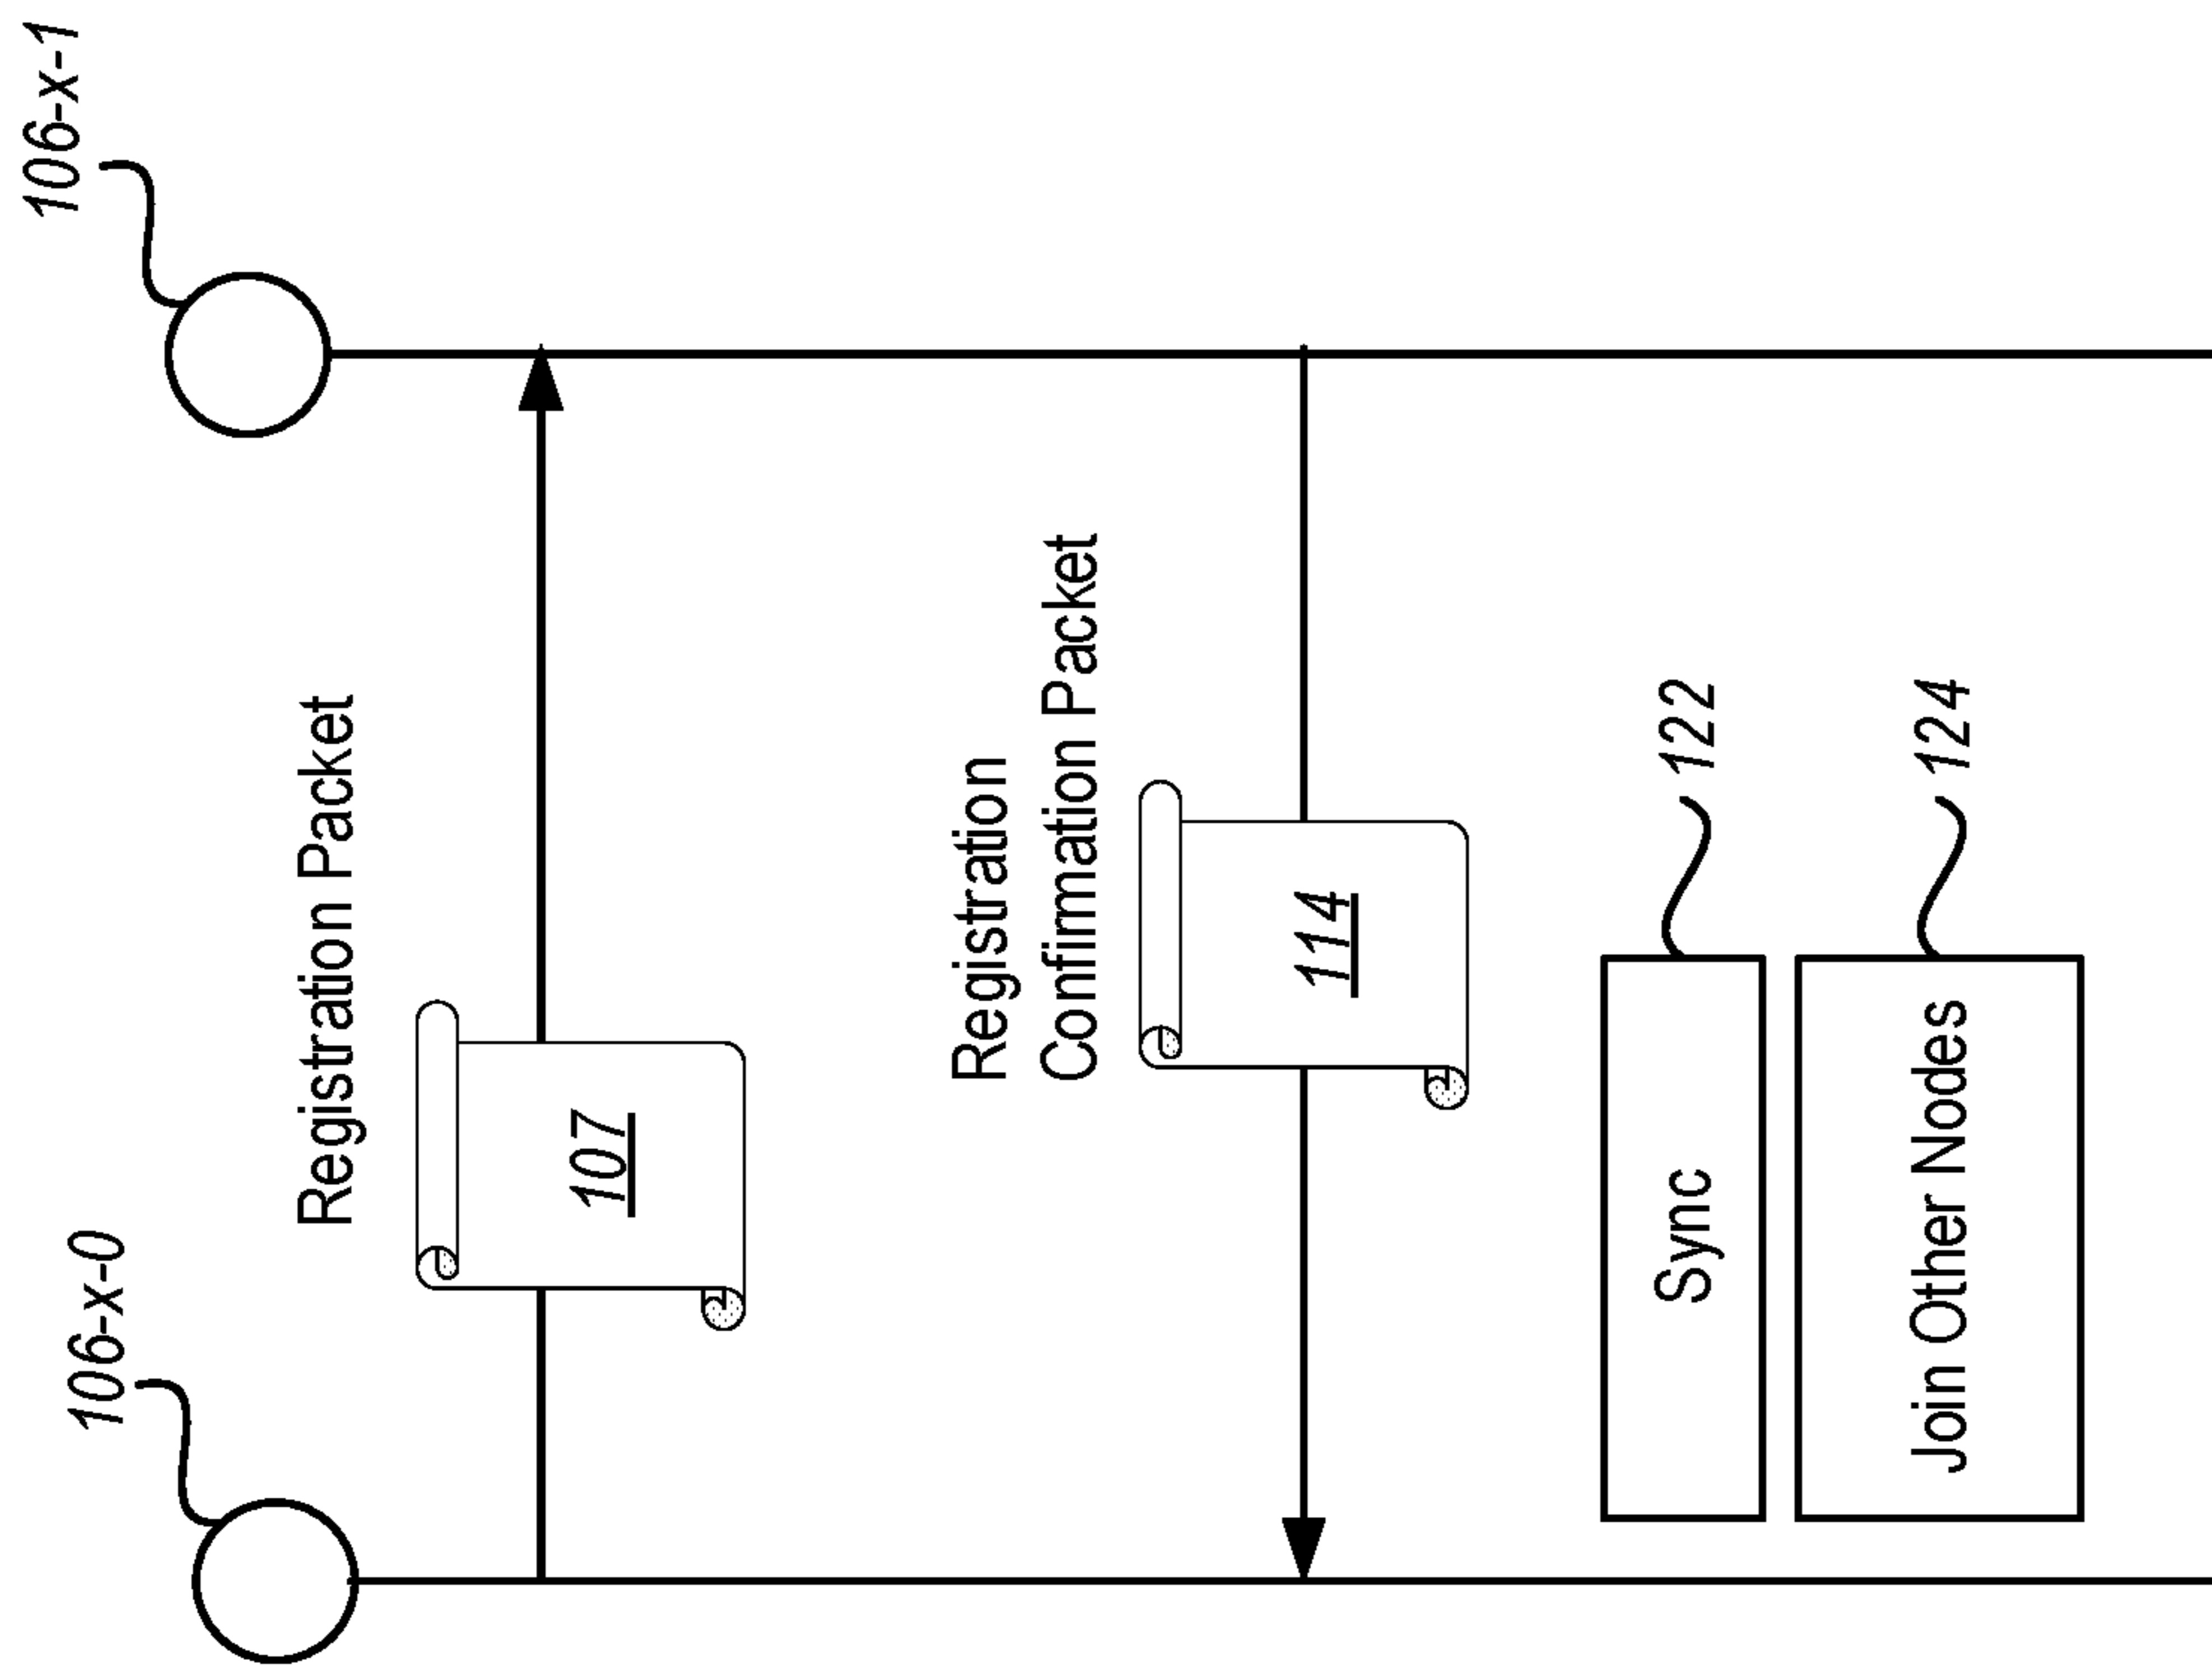 106-x-0
106-x-1
Registration Packet
107
Registration
Confirmation Packet
114
Sync
122
Join Other Nodes
124